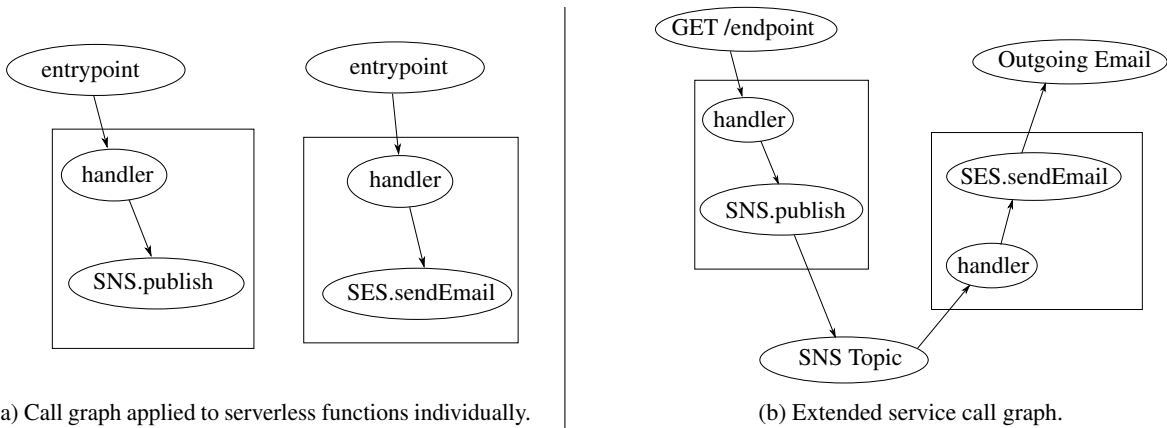 entrypoint
handler
SNS.publish
entrypoint
handler
SES.sendEmail
a) Call graph applied to serverless functions individually.
GET /endpoint
handler
SNS.publish
SNS Topic
handler
SES.sendEmail
Outgoing Email
(b) Extended service call graph.